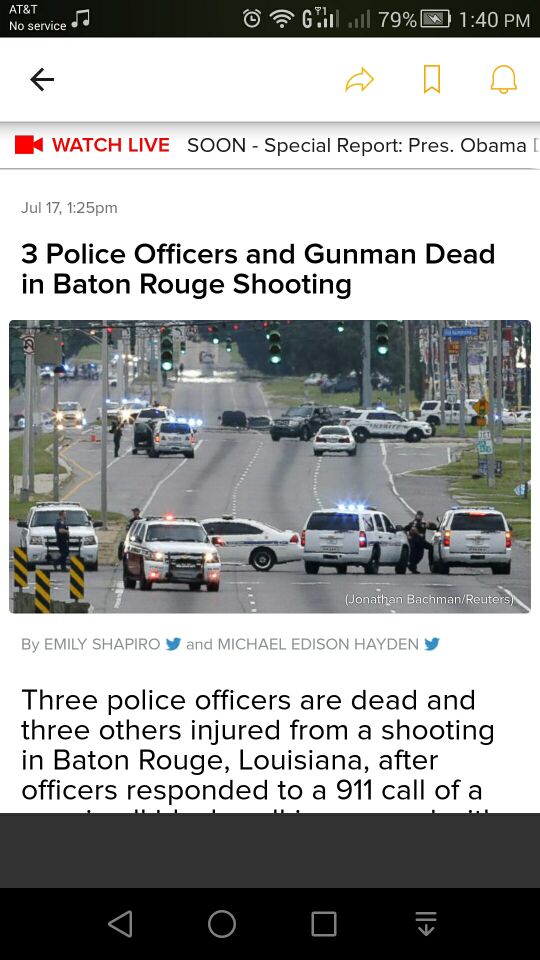 AT&T
No service
G
79%
1:40 PM
WATCH LIVE SOON - Special Report: Pres. Obama [
Jul 17, 1:25pm
3 Police Officers and Gunman Dead
in Baton Rouge Shooting
SHERIFF
(Jonathan Bachman/Reuters)
By EMILY SHAPIRO and MICHAEL EDISON HAYDEN
Three police officers are dead and
three others injured from a shooting
in Baton Rouge, Louisiana, after
officers responded to a 911 call of a